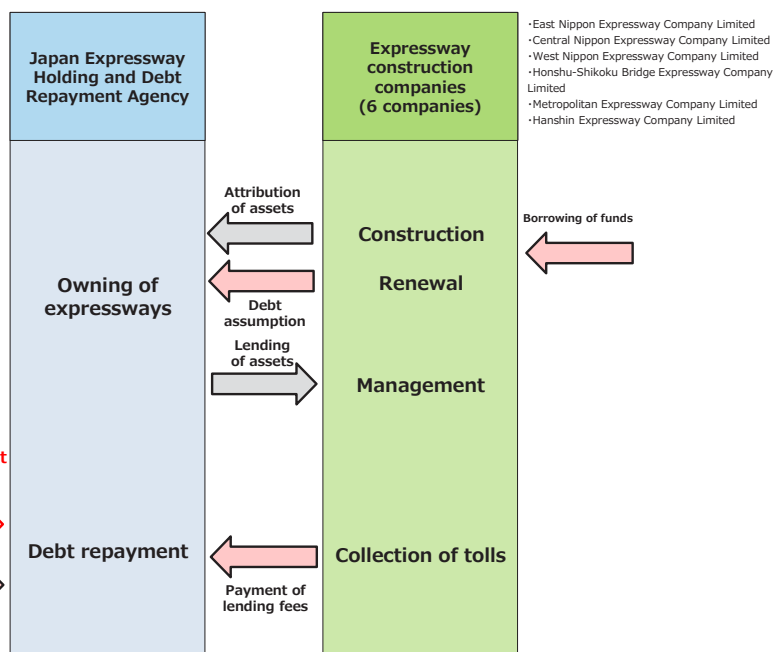 Japan Expressway
Holding and Debt
Repayment Agency
Expressway
construction
companies
(6 companies)
・East Nippon Expressway Company Limited
・Central Nippon Expressway Company Limited
・West Nippon Expressway Company Limited
・Honshu-Shikoku Bridge Expressway Company
Limited
・Metropolitan Expressway Company Limited
・Hanshin Expressway Company Limited
Attribution
of assets
Construction
Borrowing of funds
Owning of
expressways
Renewal
Debt
assumption
Lending
of assets
Management
t
Debt repayment
Collection of tolls
Payment of
lending fees